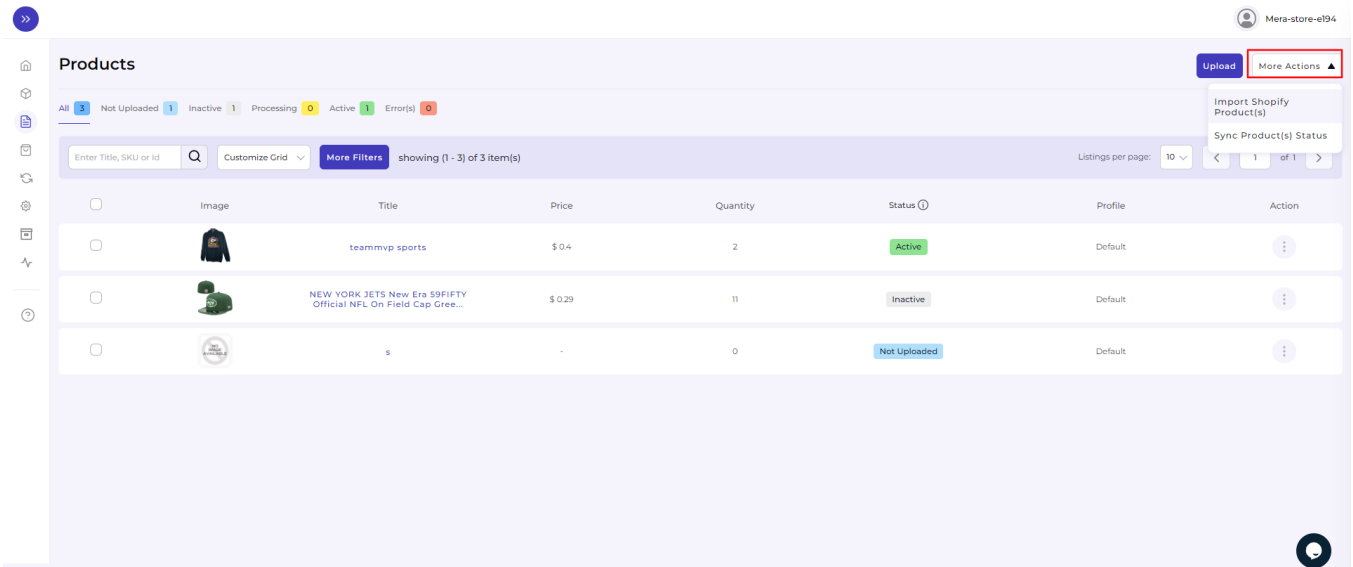 Mera-store-e194
Products
Upload
More Actions
Import Shopify
Product(s)
Sync Product(s) Status
All 3 Not Uploaded 1 Inactive 1 Processing 0 Active 1 Error(s) 0
Enter Title, SKU or Id
Customize Grid
More Filters
showing (1 - 3) of 3 item(s)
Listings per page: 10
1 of 1
Image Title Price Quantity Status Profile Action
teammvp sports $ 0.4 2 Active Default
NEW YORK JETS New Era 59FIFTY
Official NFL On Field Cap Gree... $ 0.29 11 Inactive Default
NO
IMAGE
AVAILABLE
s - 0 Not Uploaded Default